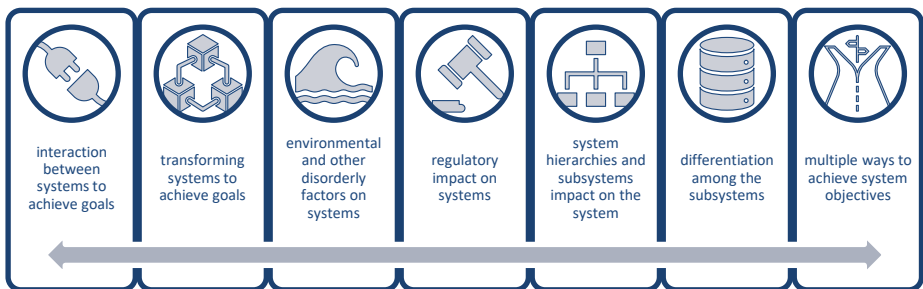 interaction
between
systems to
achieve goals
transforming
systems to
achieve goals
environmental
and other
disorderly
factors on
systems
regulatory
impact on
systems
system
hierarchies and
subsystems
impact on the
system
differentiation
among the
subsystems
multiple ways to
achieve system
objectives